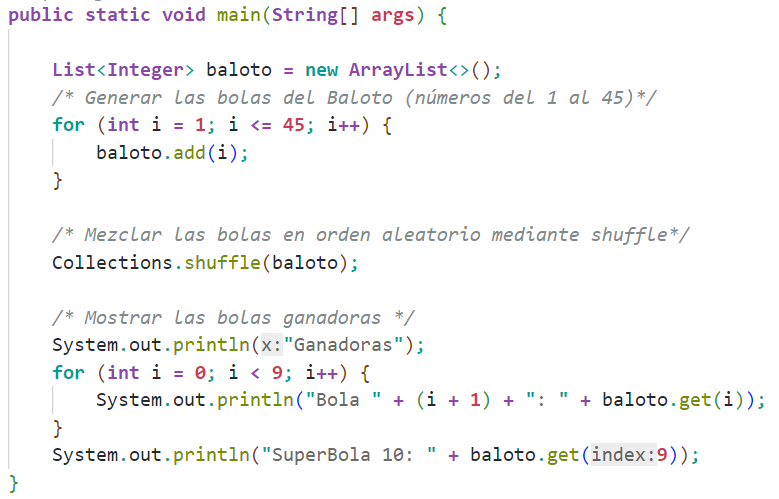 public static void main(String[] args) {
List<Integer> baloto = new ArrayList<>();
/* Generar las bolas del Baloto (números del 1 al 45)*/
for (int i = 1; i <= 45; i++) {
baloto.add(i);
}
/* Mezclar las bolas en orden aleatorio mediante shuffle*/
Collections.shuffle(baloto);
/* Mostrar las bolas ganadoras */
System.out.println(x:"Ganadoras");
for (int i = 0; i < 9; i++) {
System.out.println("Bola " + (i + 1) + ": " + baloto.get(i));
}
System.out.println("SuperBola 10: " + baloto.get(index:9));
}